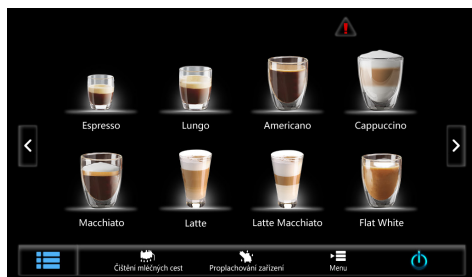 Espresso
Lungo
Americano
Cappuccino
Macchiato
Latte
Latte Macchiato
Flat White
Čištění mléčných cest
Proplachování zařízení
Menu